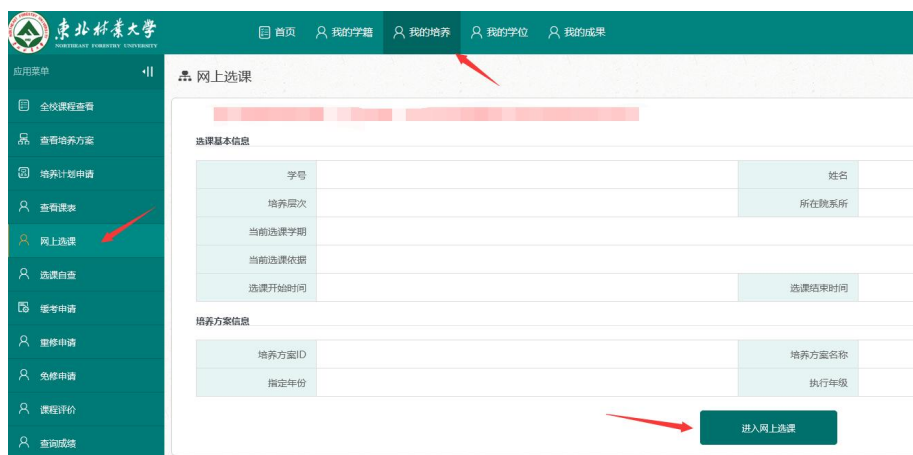 东北林业大学
NORTHEAST FORESTRY UNIVERSITY
首页 我的学籍 我的培养 我的学位 我的成果
应用菜单
全校课程查看
查看培养方案
培养计划申请
查看课表
网上选课
选课自查
缓考申请
重修申请
免修申请
课程评价
查询成绩
网上选课
选课基本信息
学号 姓名
培养层次 所在院系所
当前选课学期
当前选课依据
选课开始时间 选课结束时间
培养方案信息
培养方案ID 培养方案名称
指定年份 执行年级
进入网上选课